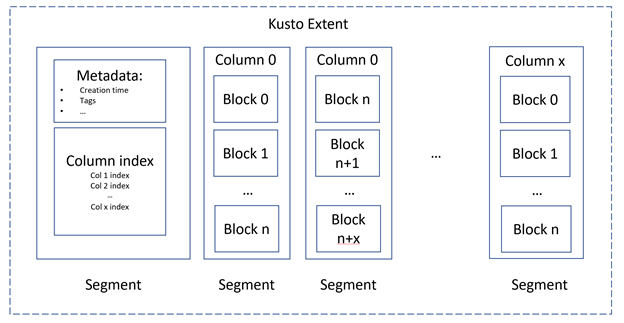 Kusto Extent
Metadata:
• Creation time
• Tags
• ...
Column index
Col 1 index
Col 2 index
...
Col x index
Segment
Column 0
Block 0
Block 1
...
Block n
Segment
Column 0
Block n
Block
n+1
...
Block
n+x
Segment
...
Column x
Block 0
Block 1
...
Block n
Segment